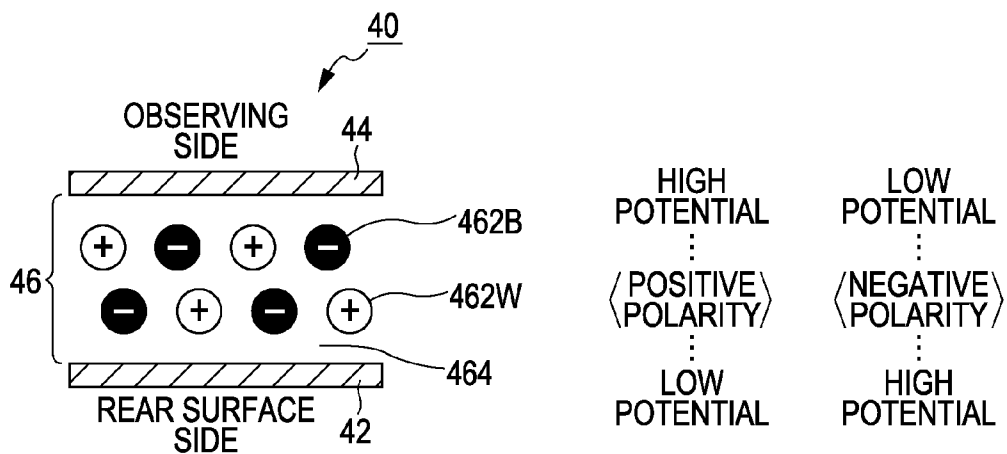 40
OBSERVING
SIDE
44
46
+ − + −
− + − +
462B
462W
464
42
REAR SURFACE
SIDE
HIGH
POTENTIAL
⟨POSITIVE
POLARITY⟩
LOW
POTENTIAL
LOW
POTENTIAL
⟨NEGATIVE
POLARITY⟩
HIGH
POTENTIAL